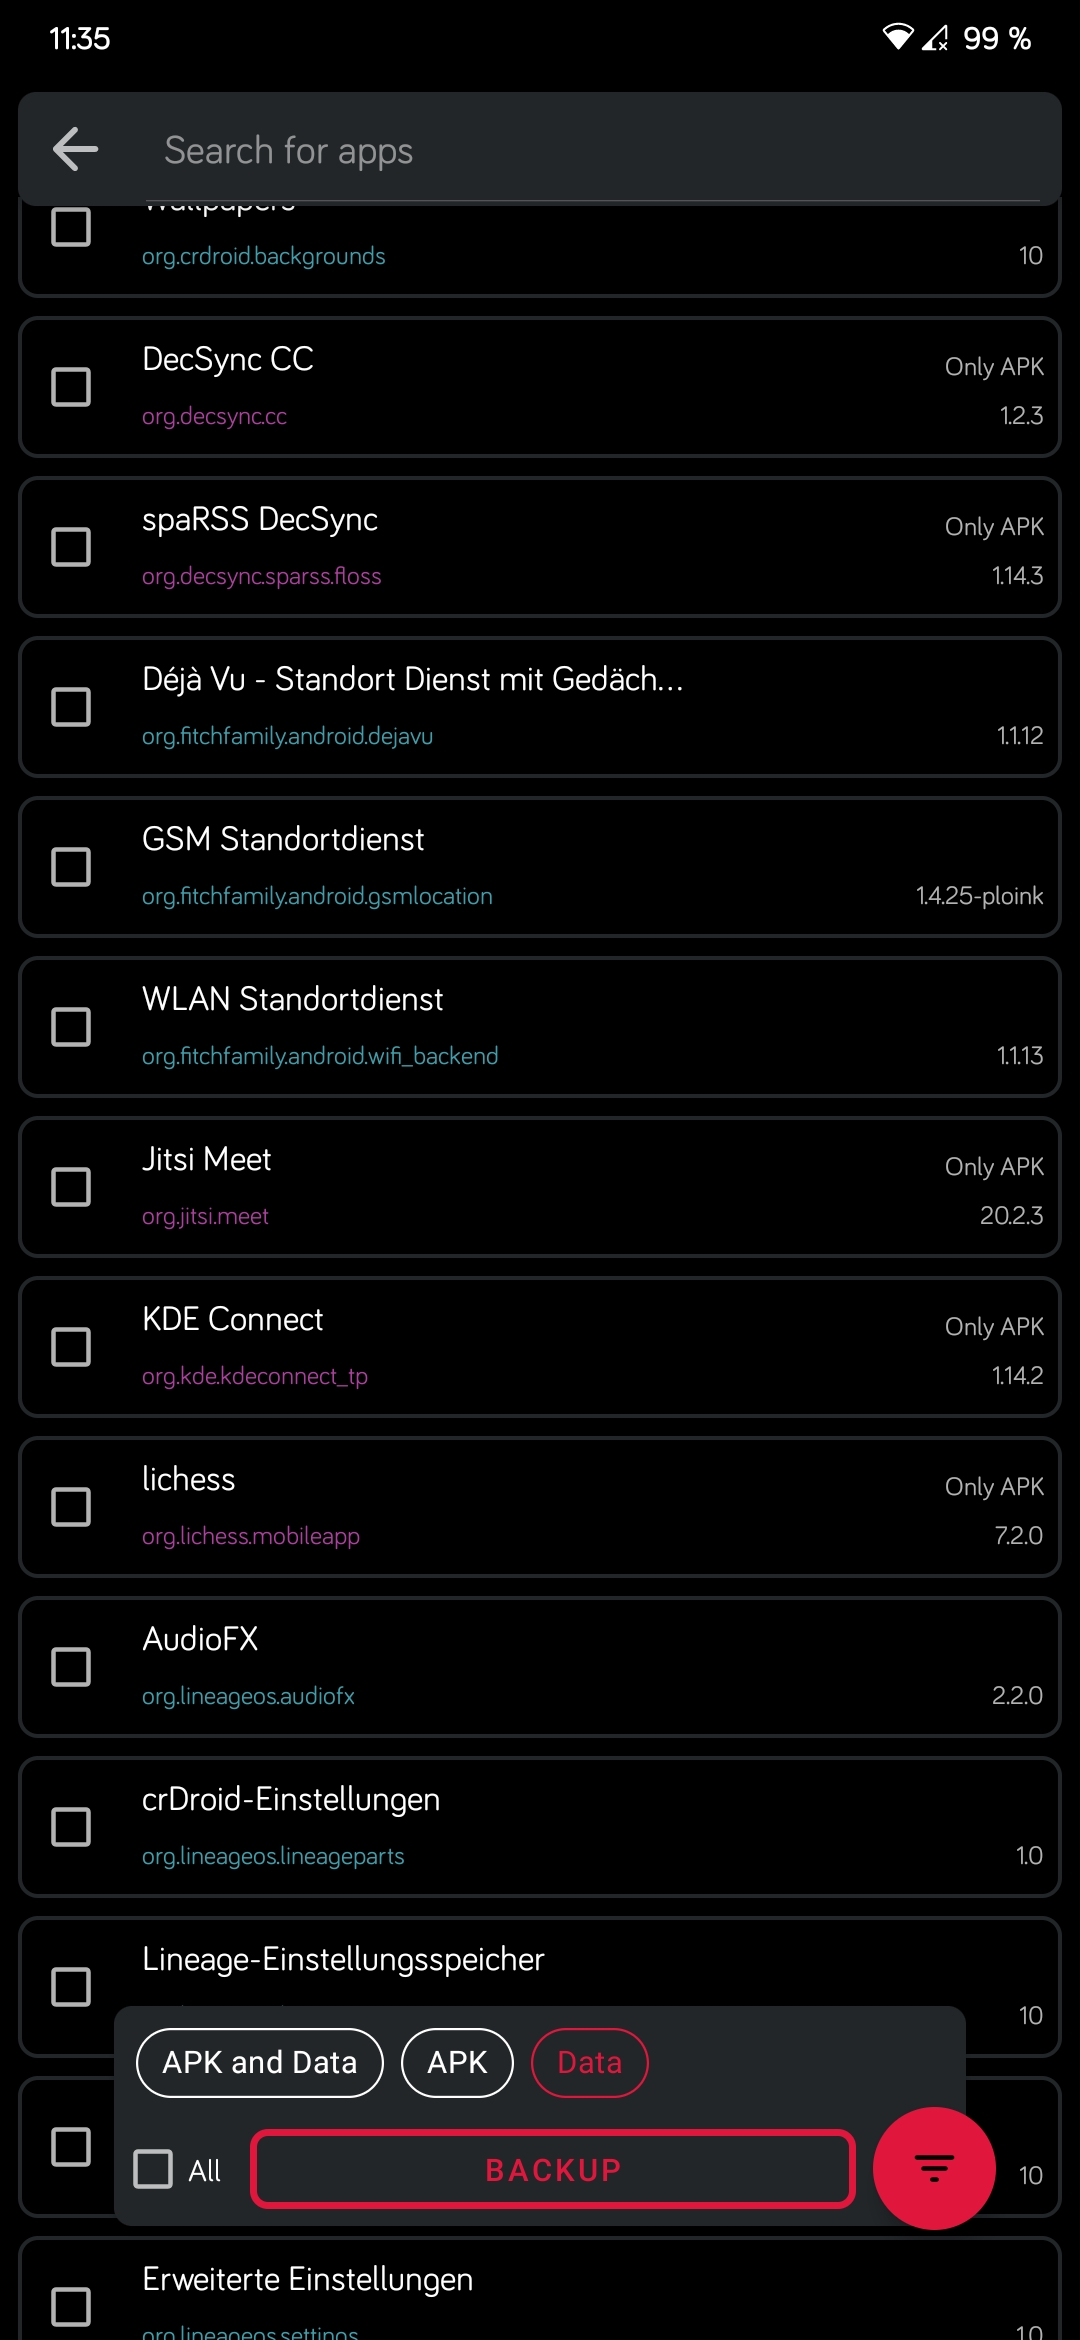 11:35
99 %
Search for apps
Wallpapers
org.crdroid.backgrounds
10
DecSync CC
Only APK
org.decsync.cc
1.2.3
spaRSS DecSync
Only APK
org.decsync.sparss.floss
1.14.3
Déjà Vu - Standort Dienst mit Gedäch...
org.fitchfamily.android.dejavu
1.1.12
GSM Standortdienst
org.fitchfamily.android.gsmlocation
1.4.25-ploink
WLAN Standortdienst
org.fitchfamily.android.wifi_backend
1.1.13
Jitsi Meet
Only APK
org.jitsi.meet
20.2.3
KDE Connect
Only APK
org.kde.kdeconnect_tp
1.14.2
lichess
Only APK
org.lichess.mobileapp
7.2.0
AudioFX
org.lineageos.audiofx
2.2.0
crDroid-Einstellungen
org.lineageos.lineageparts
1.0
Lineage-Einstellungsspeicher
10
APK and Data
APK
Data
All
BACKUP
10
Erweiterte Einstellungen
org.lineageos.settings
1.0